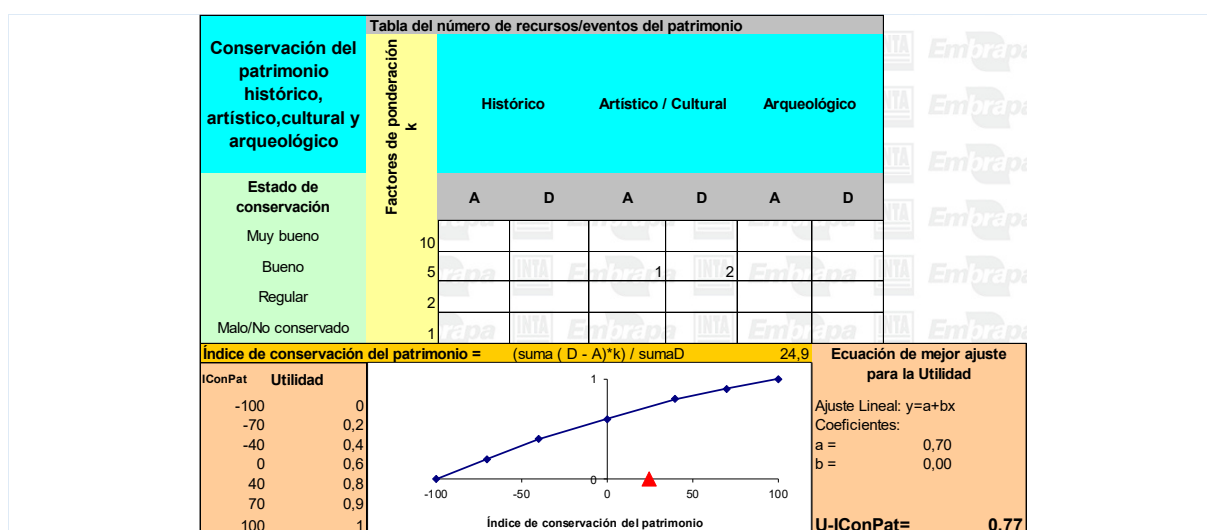 Tabla del número de recursos/eventos del patrimonio
Conservación del
patrimonio
histórico,
artístico,cultural y
arqueológico
Factores de ponderación
k
Histórico Artístico / Cultural Arqueológico
Estado de
conservación
A D A D A D
Muy bueno 10
Bueno 5 1 2
Regular 2
Malo/No conservado 1
Índice de conservación del patrimonio = (suma ( D - A)*k) / sumaD 24,9
Ecuación de mejor ajuste
para la Utilidad
IConPat Utilidad
-100 0
-70 0,2
-40 0,4
0 0,6
40 0,8
70 0,9
100 1
1
0
-100 -50 0 50 100
Índice de conservación del patrimonio
Ajuste Lineal: y=a+bx
Coeficientes:
a = 0,70
b = 0,00
U-IConPat= 0,77
INTA Embrapa